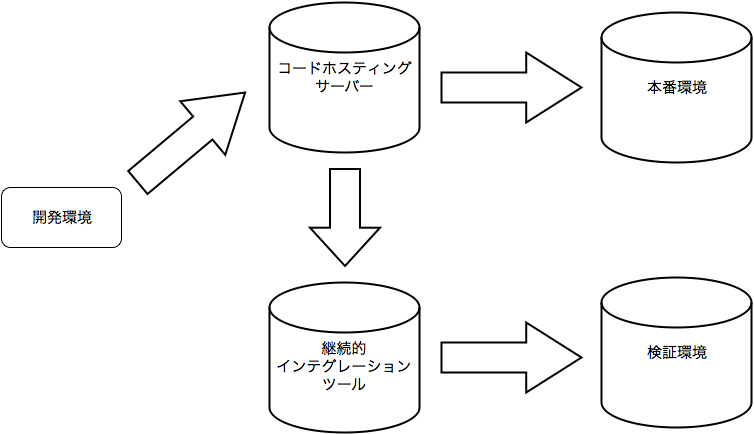 コードホスティング
サーバー
本番環境
開発環境
継続的
インテグレーション
ツール
検証環境